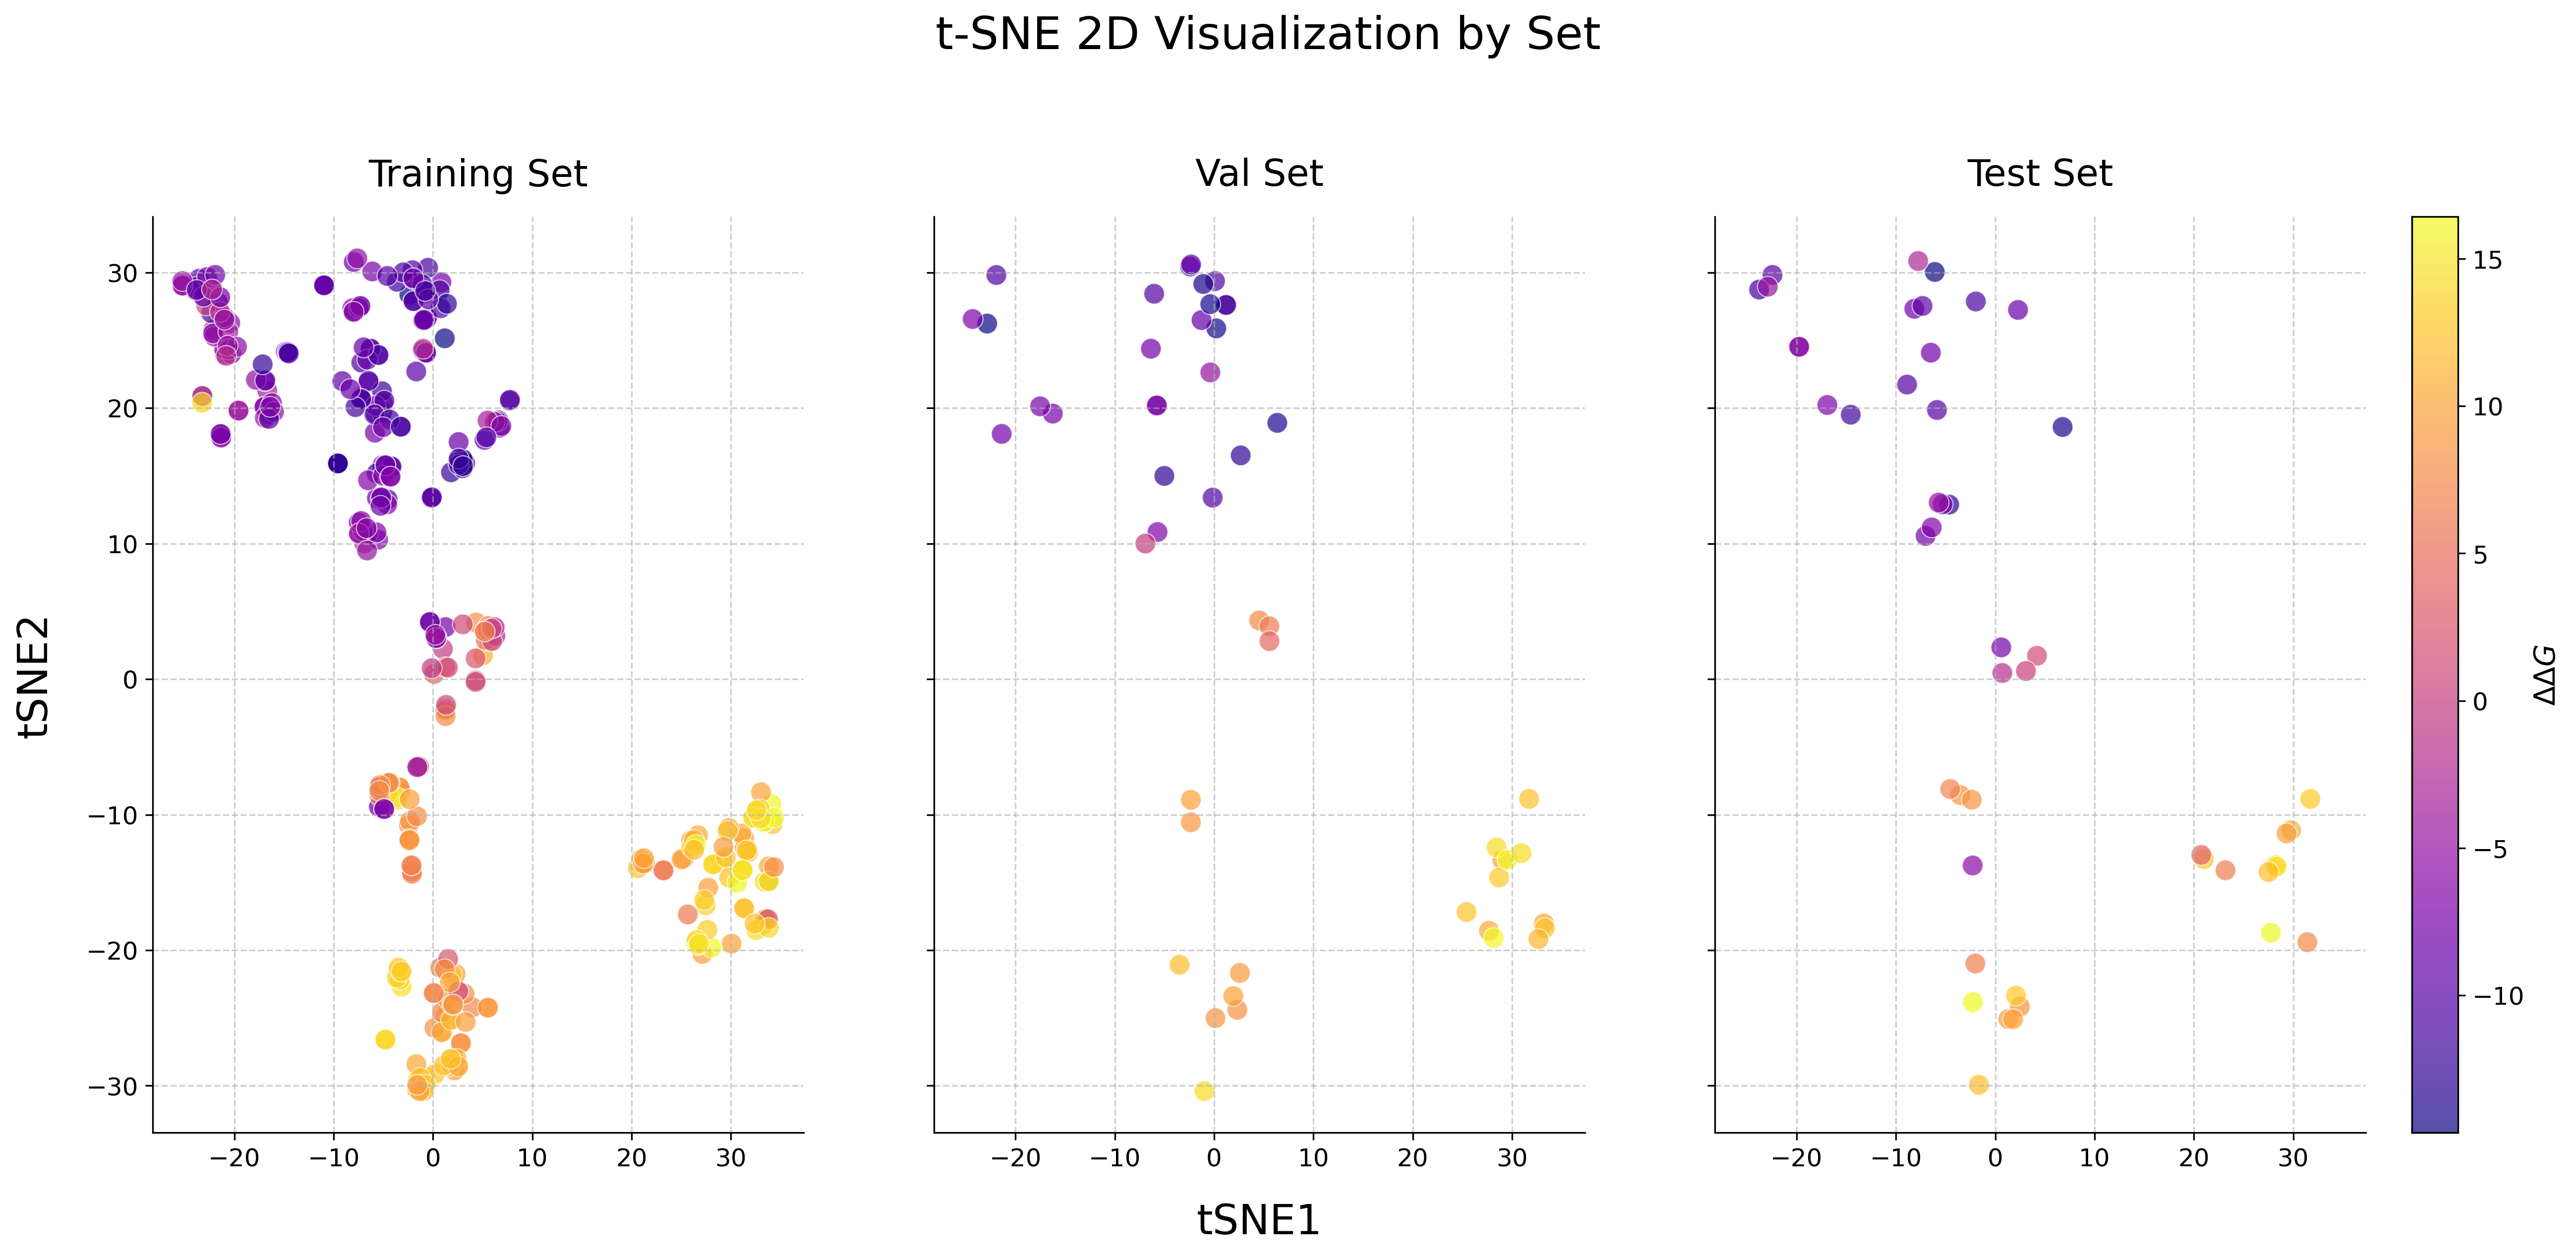 t-SNE 2D Visualization by Set
Training Set
Val Set
Test Set
tSNE2
30
20
10
0
−10
−20
−30
−20 −10 0 10 20 30
−20 −10 0 10 20 30
−20 −10 0 10 20 30
tSNE1
15
10
5
0
−5
−10
ΔΔG